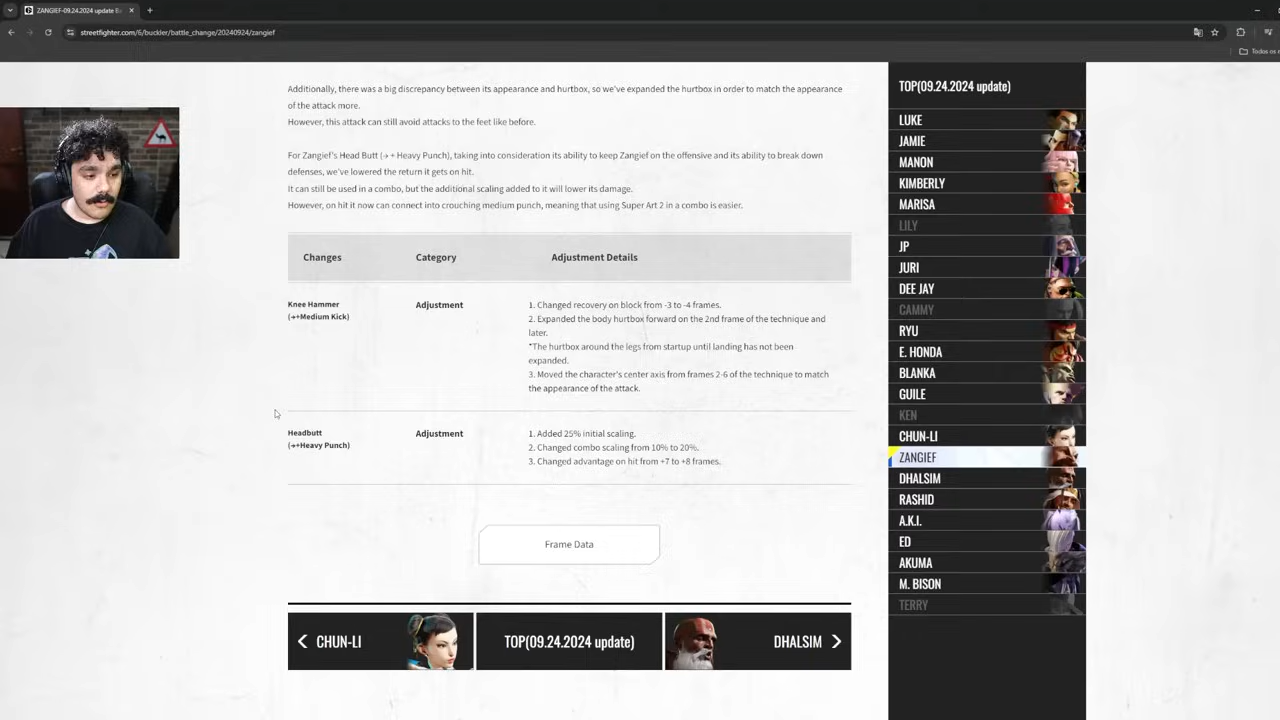 ZANGIEF-09.24.2024 update B
streetfighter.com/6/buckler/battle_change/20240924/zangief
Todos os
Additionally, there was a big discrepancy between its appearance and hurtbox, so we've expanded the hurtbox in order to match the appearance
of the attack more.
However, this attack can still avoid attacks to the feet like before.
For Zangief's Head Butt (→ + Heavy Punch), taking into consideration its ability to keep Zangief on the offensive and its ability to break down
defenses, we've lowered the return it gets on hit.
It can still be used in a combo, but the additional scaling added to it will lower its damage.
However, on hit it now can connect into crouching medium punch, meaning that using Super Art 2 in a combo is easier.
Changes Category Adjustment Details
Knee Hammer
(→+Medium Kick)
Adjustment
1. Changed recovery on block from -3 to -4 frames.
2. Expanded the body hurtbox forward on the 2nd frame of the technique and
later.
*The hurtbox around the legs from startup until landing has not been
expanded.
3. Moved the character's center axis from frames 2-6 of the technique to match
the appearance of the attack.
Headbutt
(→+Heavy Punch)
Adjustment
1. Added 25% initial scaling.
2. Changed combo scaling from 10% to 20%.
3. Changed advantage on hit from +7 to +8 frames.
Frame Data
CHUN-LI
TOP(09.24.2024 update)
DHALSIM
TOP(09.24.2024 update)
LUKE
JAMIE
MANON
KIMBERLY
MARISA
LILY
JP
JURI
DEE JAY
CAMMY
RYU
E. HONDA
BLANKA
GUILE
KEN
CHUN-LI
ZANGIEF
DHALSIM
RASHID
A.K.I.
ED
AKUMA
M. BISON
TERRY